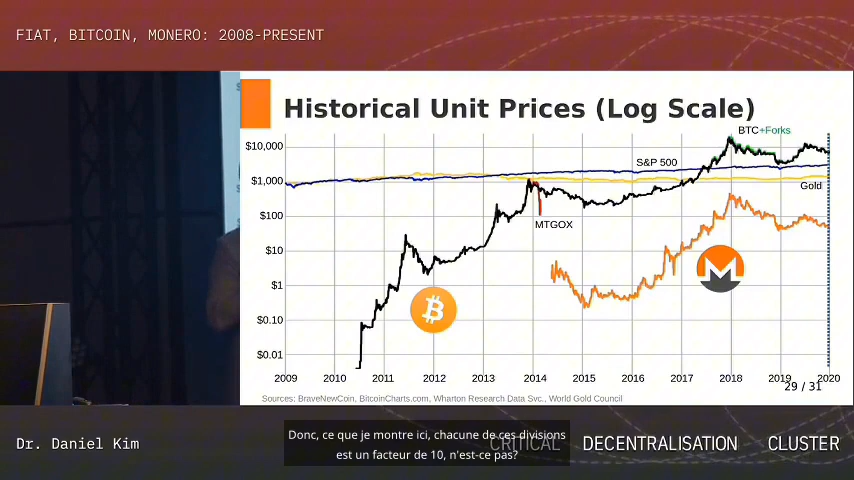 FIAT, BITCOIN, MONERO: 2008-PRESENT
Historical Unit Prices (Log Scale)
BTC+Forks
$10,000
S&P 500
$1,000
Gold
$100
MTGOX
$10
$1
$0.10
$0.01
2009 2010 2011 2012 2013 2014 2015 2016 2017 2018 2019 2020
29 / 31
Sources: BraveNewCoin, BitcoinCharts.com, Wharton Research Data Svc., World Gold Council
Dr. Daniel Kim
CRITICAL DECENTRALISATION CLUSTER
Donc, ce que je montre ici, chacune de ces divisions
est un facteur de 10, n'est-ce pas?